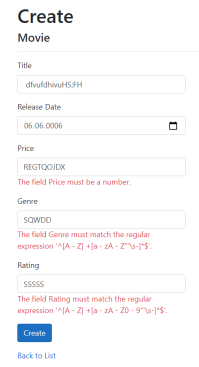 Create
Movie
Title
dfvufdhivuHS;FH
Release Date
06.06.0006
Price
REGTQOJDX
The field Price must be a number.
Genre
SQWDD
The field Genre must match the regular
expression '^[A - Z] +[a - zA - Z""'\s-]*$'.
Rating
SSSSS
The field Rating must match the regular
expression '^[A - Z] +[a - zA - Z0 - 9""'\s-]*$'.
Create
Back to List